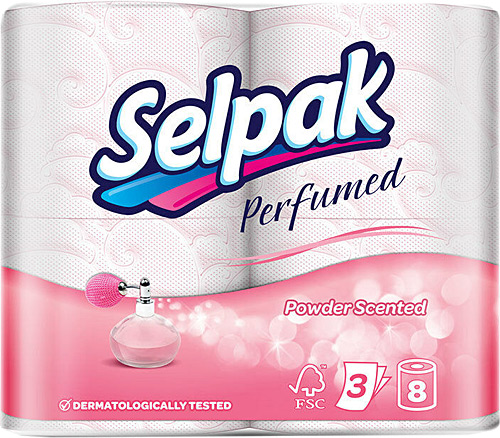 Selpak
Perfumed
Powder Scented
DERMATOLOGICALLY TESTED
FSC
3
8